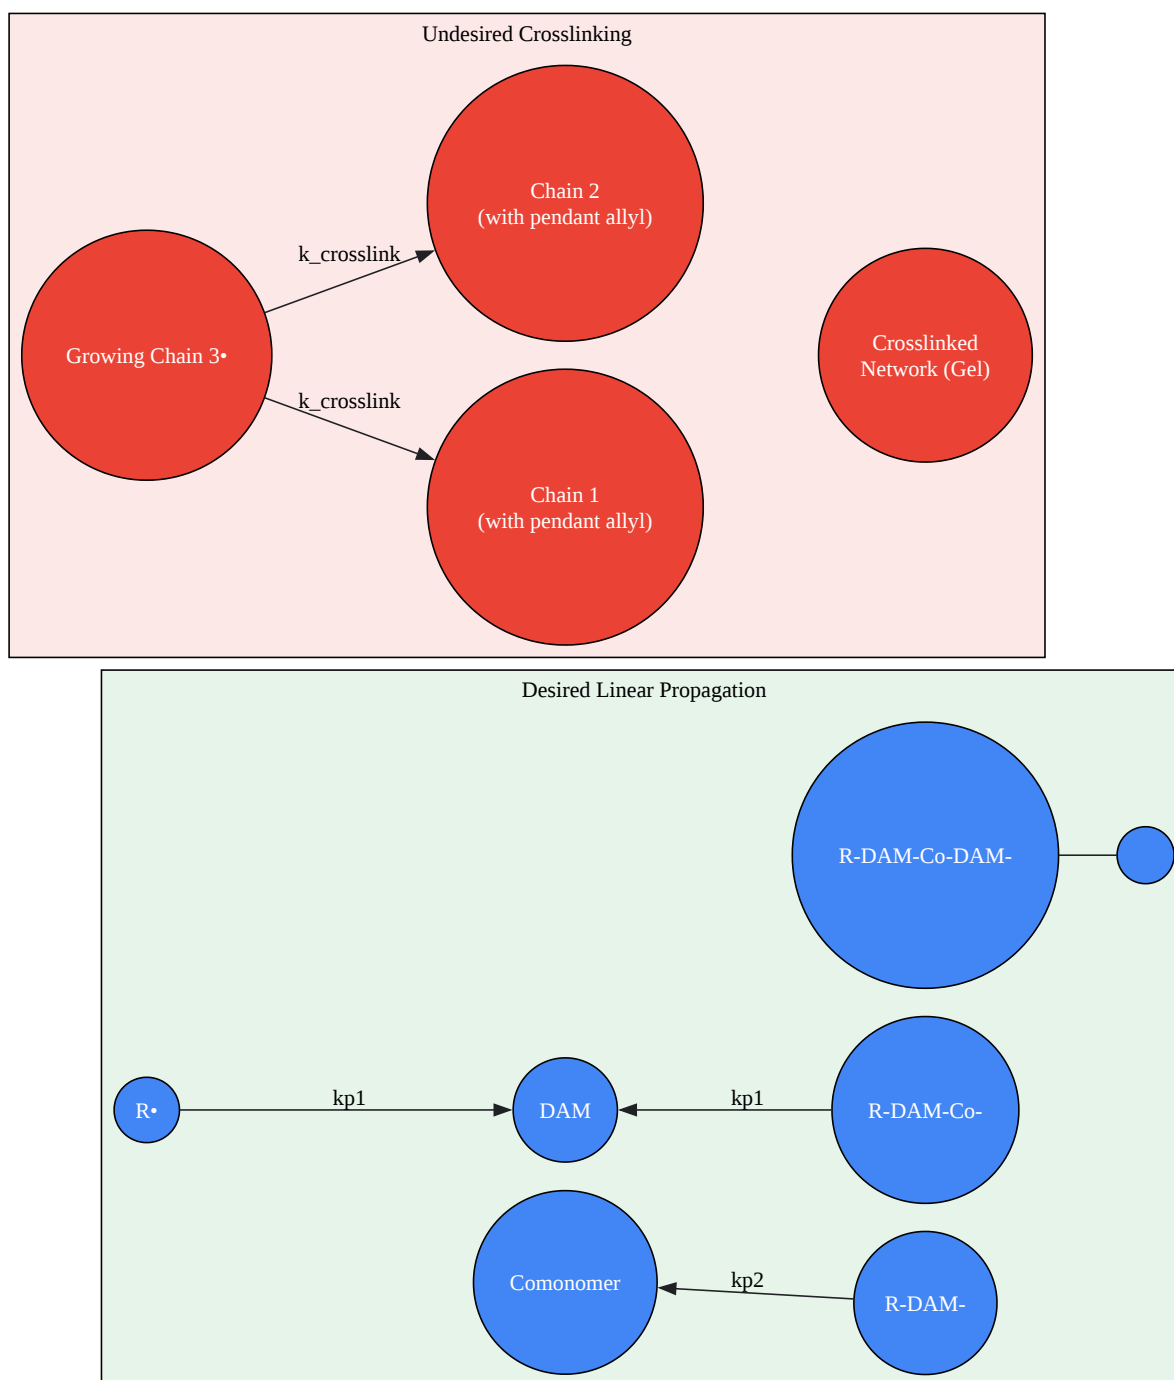 Undesired Crosslinking
Chain 2
(with pendant allyl)
k_crosslink
Growing Chain 3•
Crosslinked
Network (Gel)
k_crosslink
Chain 1
(with pendant allyl)
Desired Linear Propagation
R-DAM-Co-DAM-
R•
kp1
DAM
kp1
R-DAM-Co-
Comonomer
kp2
R-DAM-